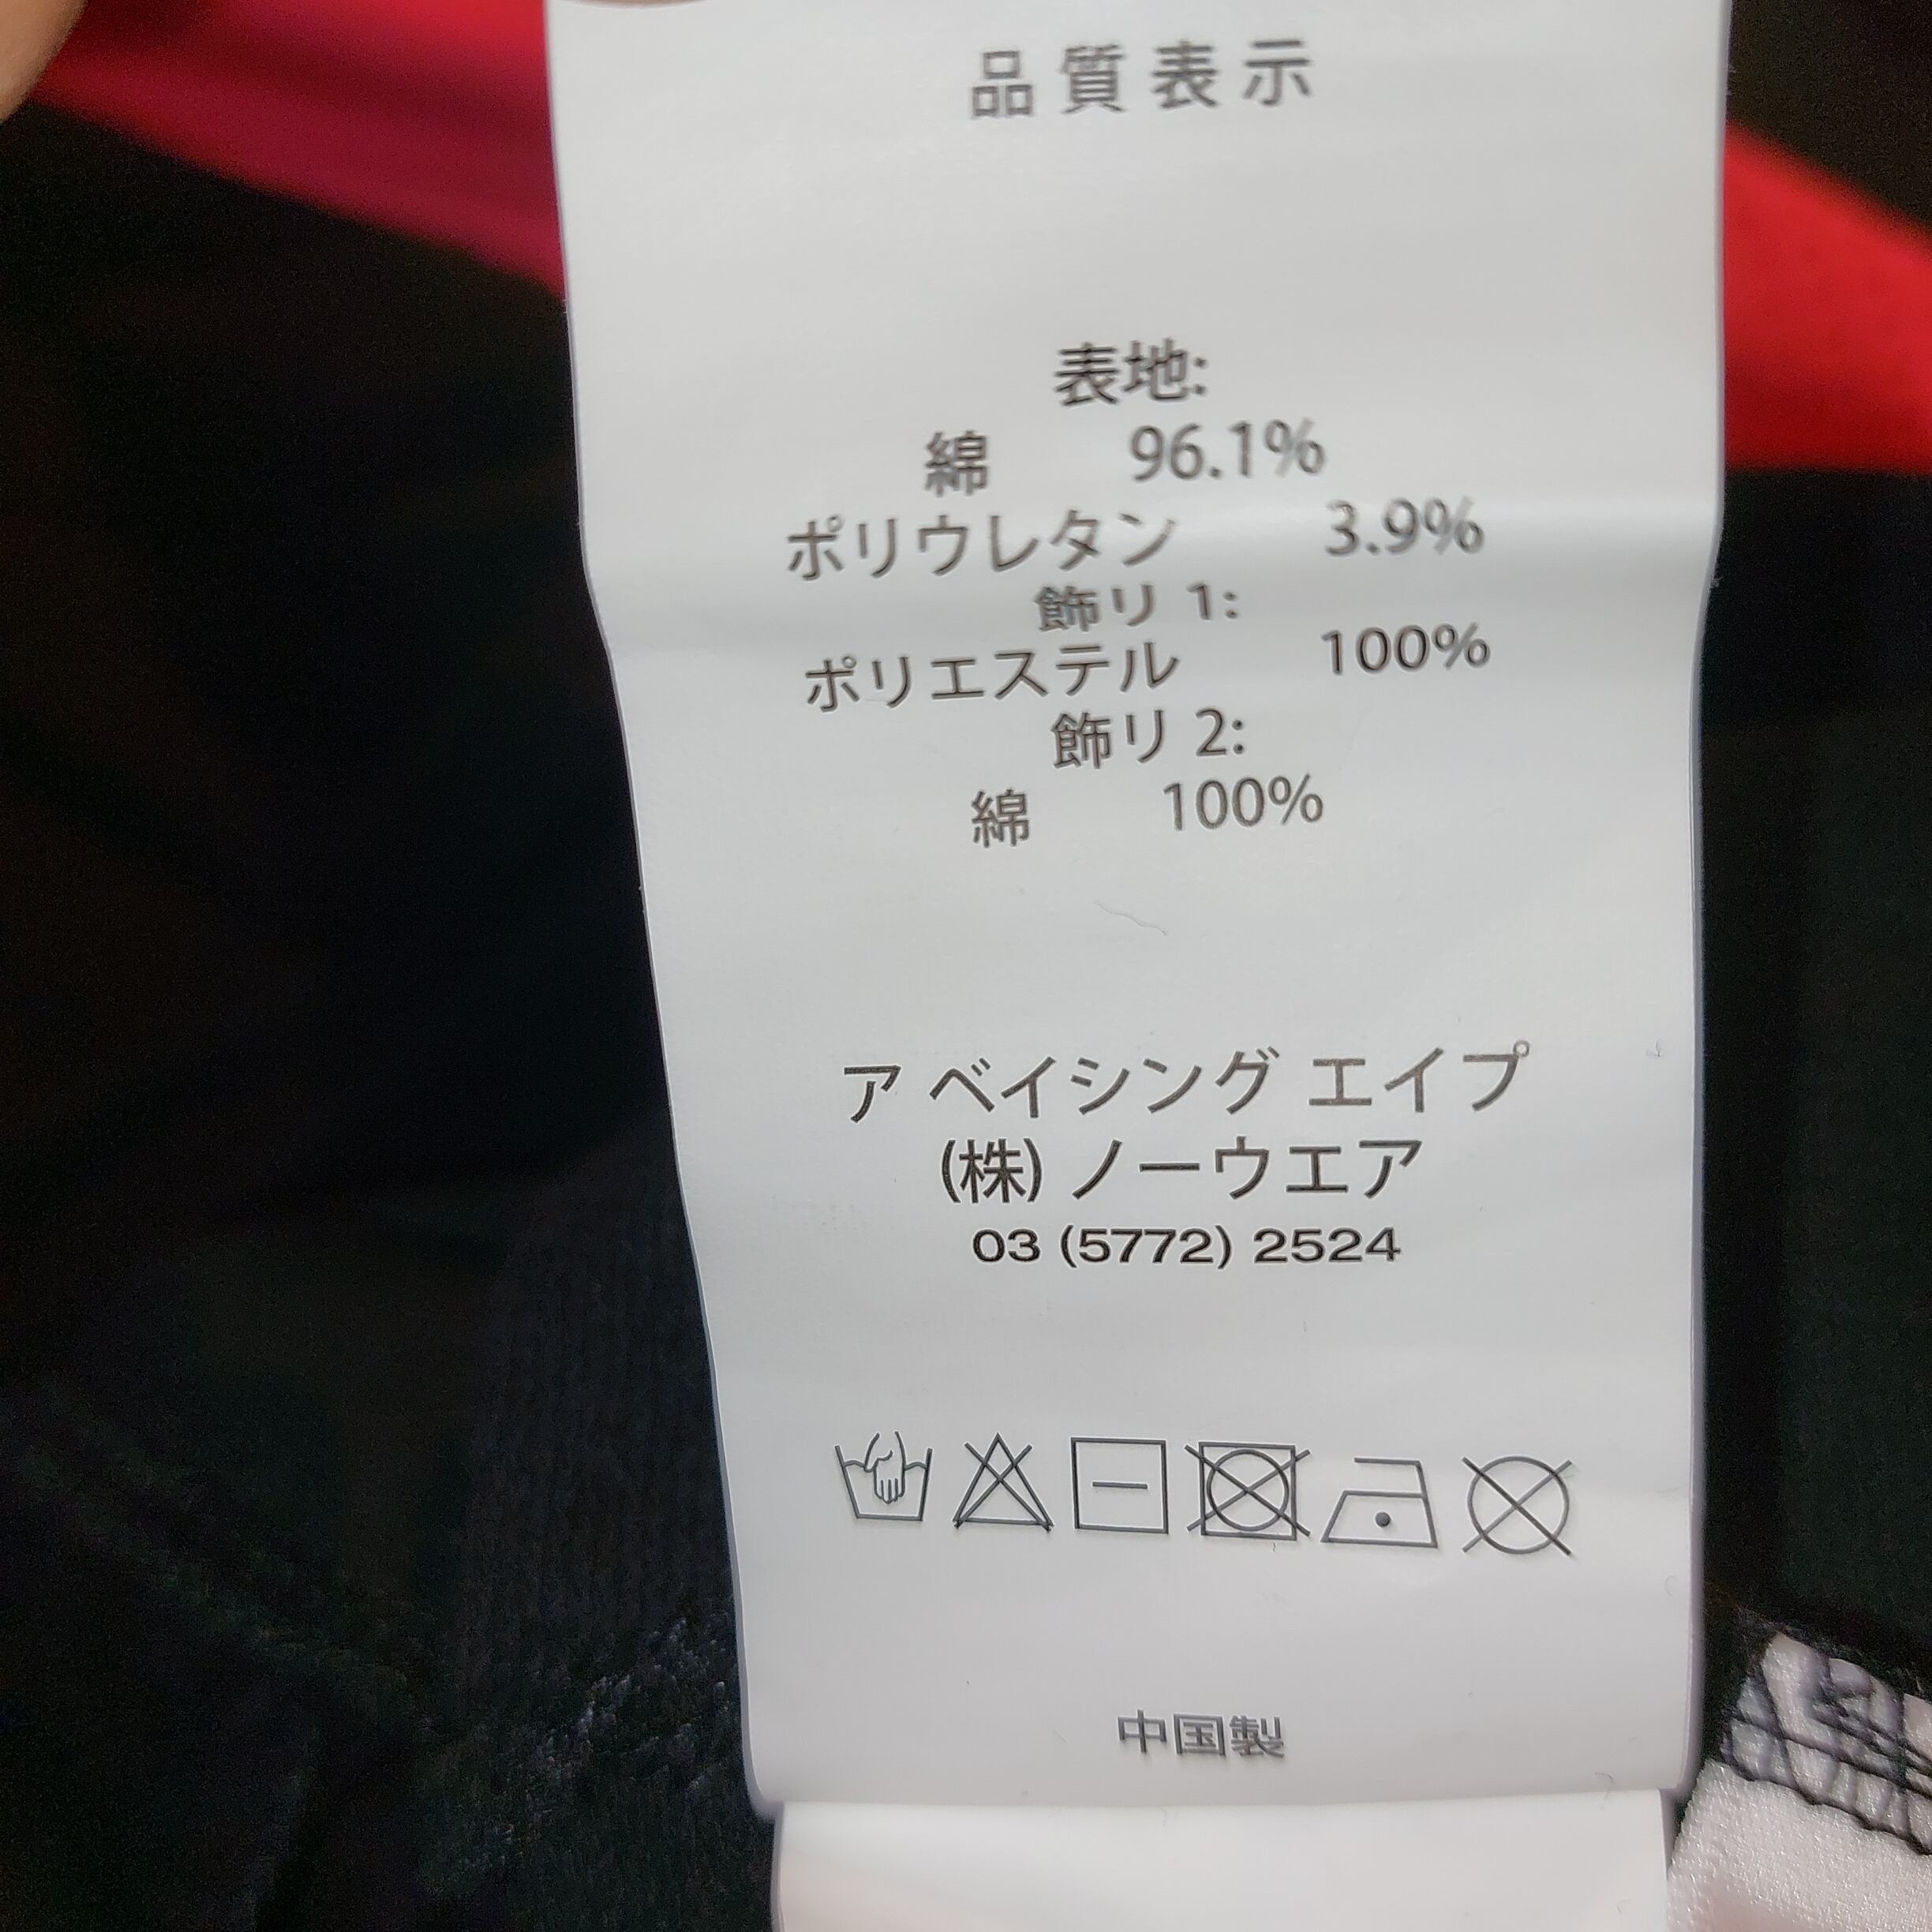 品質表示
表地:
綿 96.1%
ポリウレタン 3.9%
飾リ 1:
ポリエステル 100%
飾リ 2:
綿 100%
ア ベイシング エイプ
(株) ノーウエア
03 (5772) 2524
中国製